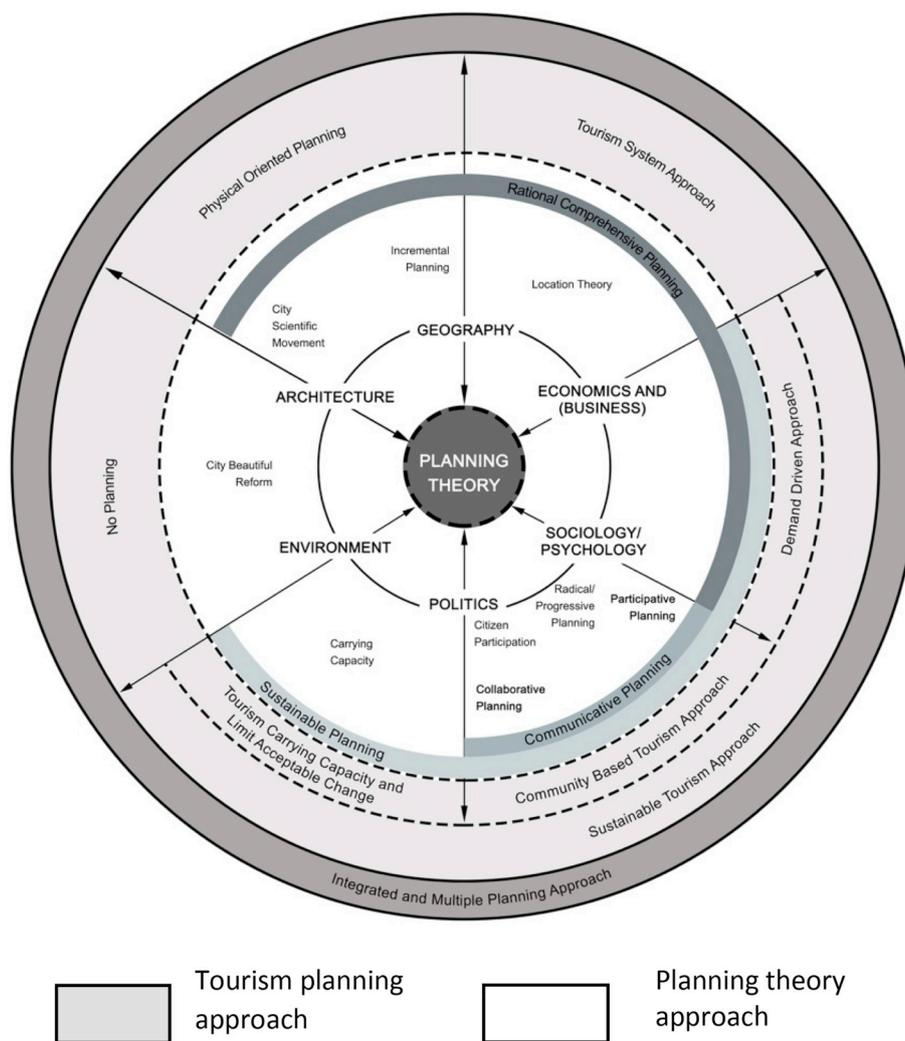 Physical Oriented Planning
Tourism System Approach
Rational Comprehensive Planning
Incremental
Planning
Location Theory
City
Scientific
Movement
GEOGRAPHY
ARCHITECTURE
ECONOMICS AND
(BUSINESS)
PLANNING
THEORY
No Planning
City Beautiful
Reform
Demand Driven Approach
ENVIRONMENT
SOCIOLOGY/
PSYCHOLOGY
POLITICS
Radical/
Progressive
Planning
Participative
Planning
Citizen
Participation
Carrying
Capacity
Collaborative
Planning
Communicative Planning
Sustainable Planning
Tourism Carrying Capacity and
Limit Acceptable Change
Community Based Tourism Approach
Sustainable Tourism Approach
Integrated and Multiple Planning Approach
Tourism planning
approach
Planning theory
approach